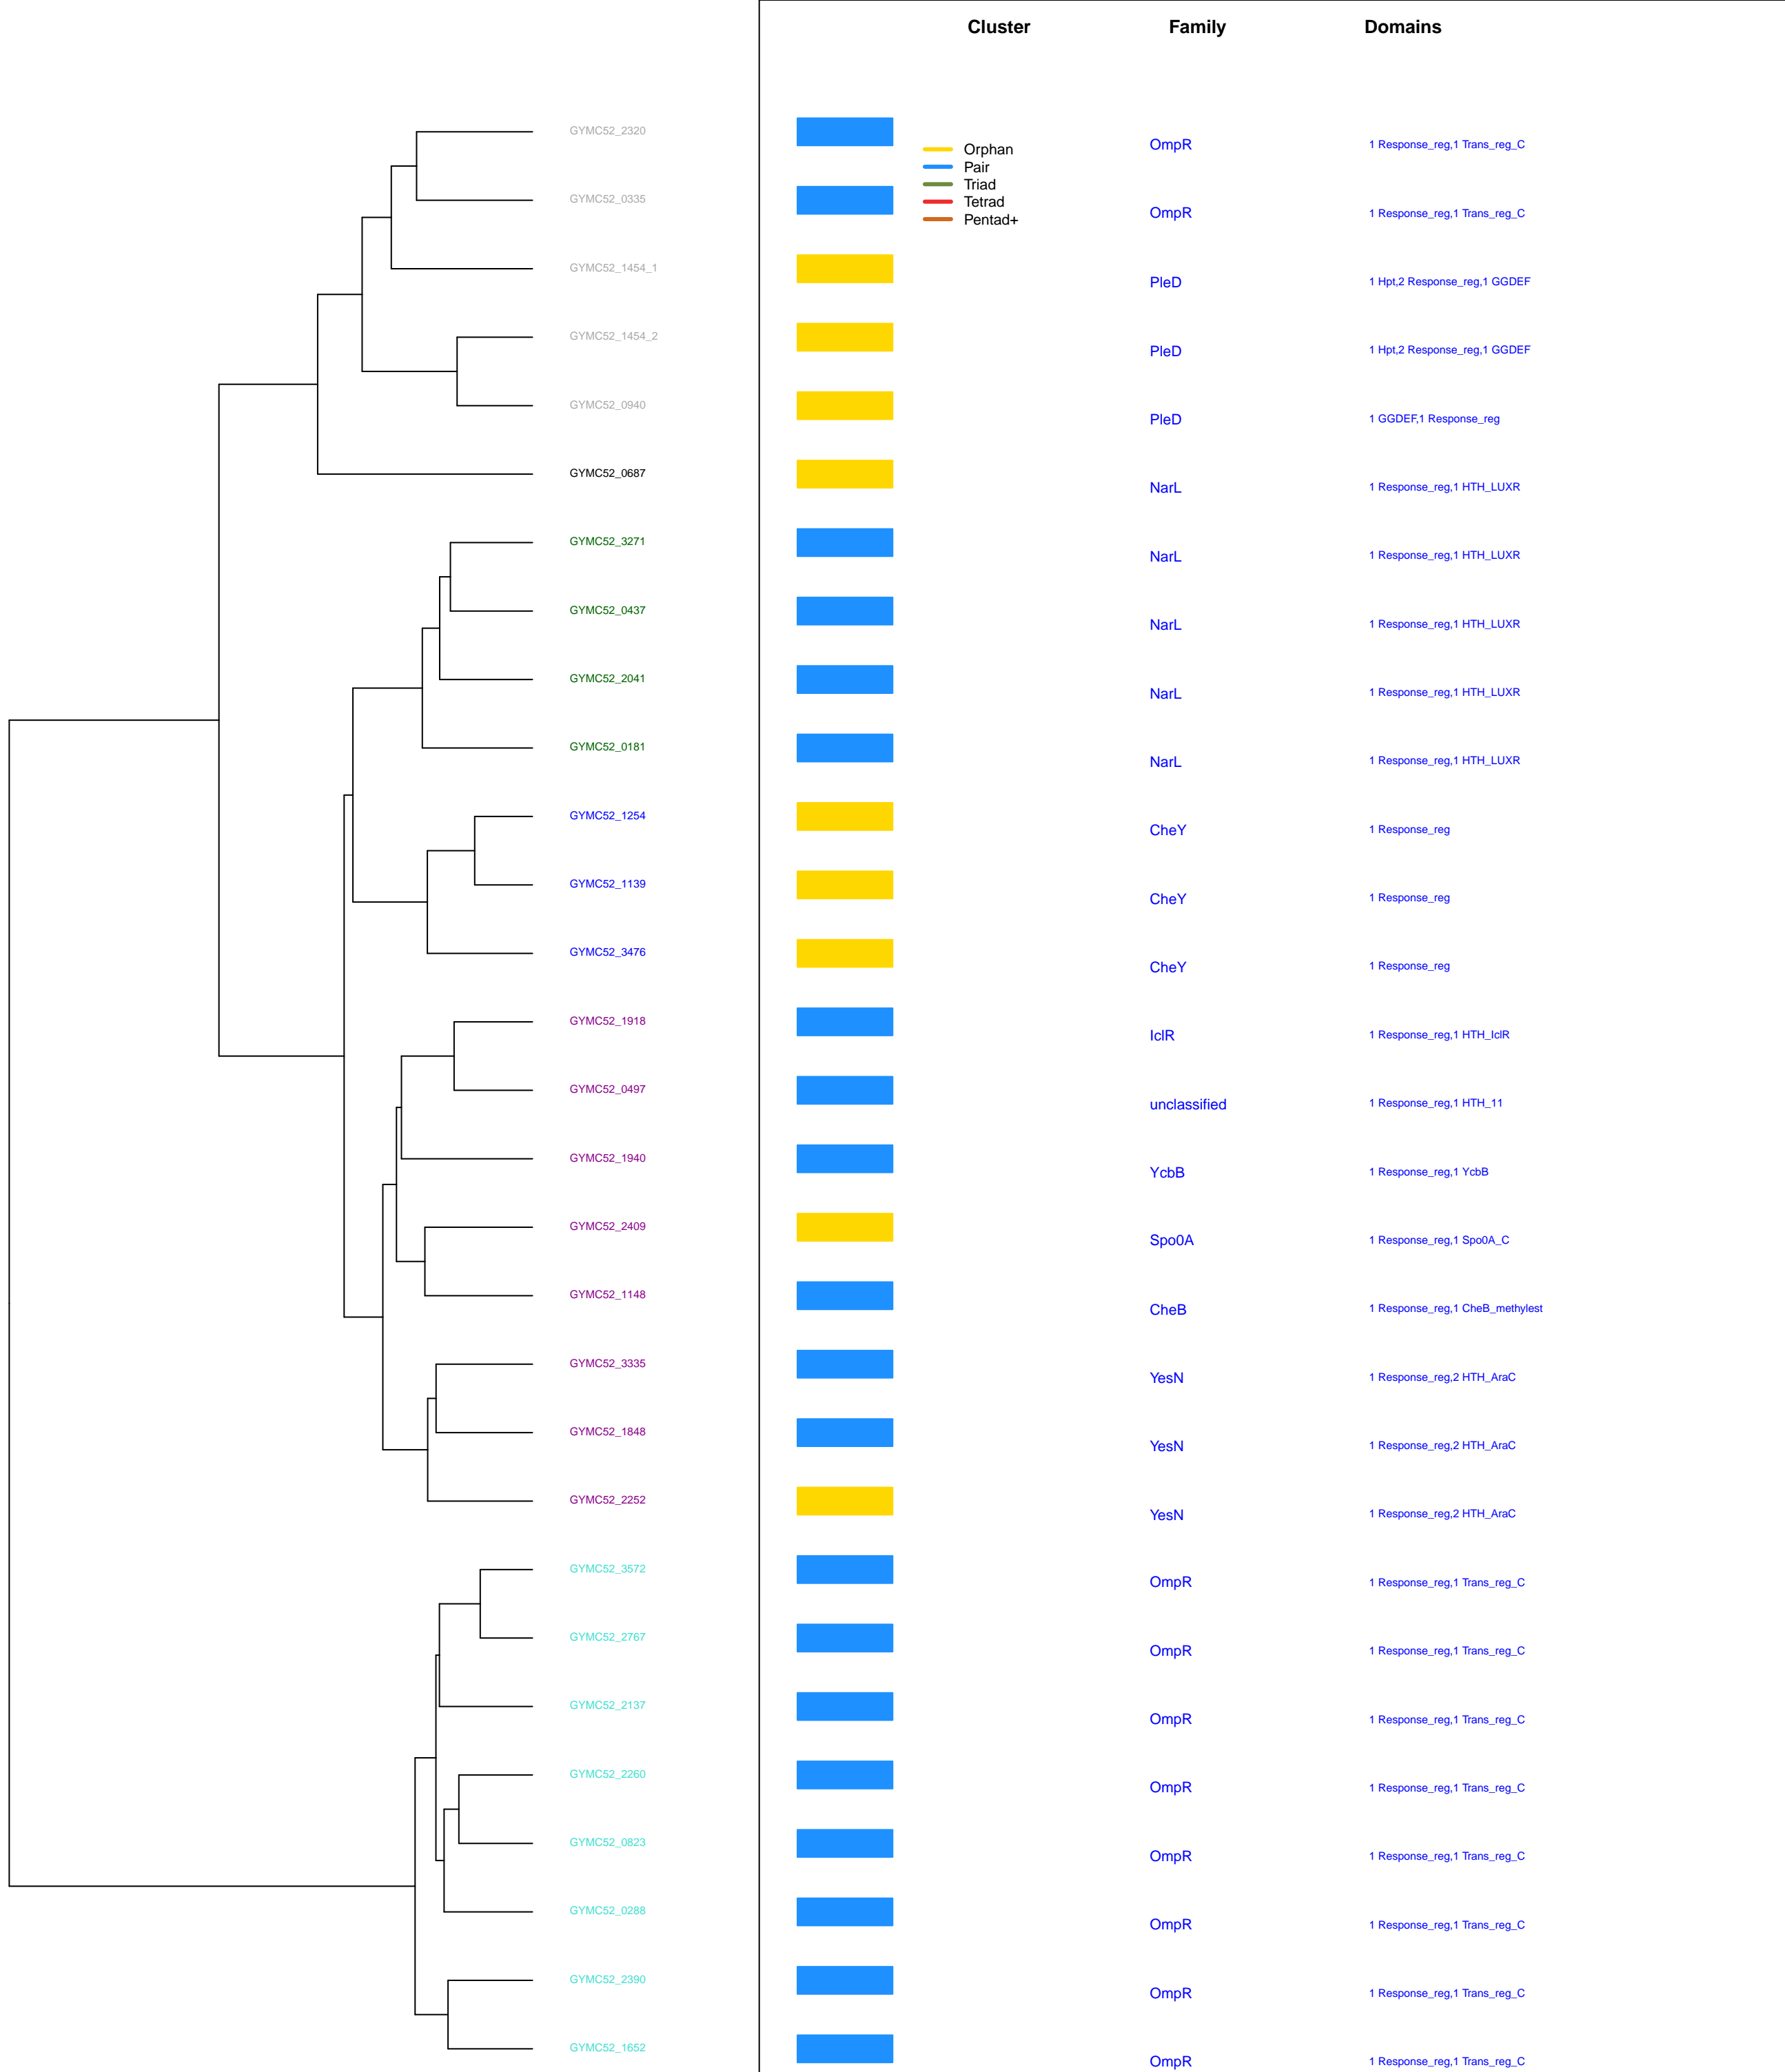 Cluster Family Domains
GYMC52_2320 OmpR 1 Response_reg,1 Trans_reg_C
Orphan
Pair
Triad
Tetrad
Pentad+
GYMC52_0335 OmpR 1 Response_reg,1 Trans_reg_C
GYMC52_1454_1 PleD 1 Hpt,2 Response_reg,1 GGDEF
GYMC52_1454_2 PleD 1 Hpt,2 Response_reg,1 GGDEF
GYMC52_0940 PleD 1 GGDEF,1 Response_reg
GYMC52_0687 NarL 1 Response_reg,1 HTH_LUXR
GYMC52_3271 NarL 1 Response_reg,1 HTH_LUXR
GYMC52_0437 NarL 1 Response_reg,1 HTH_LUXR
GYMC52_2041 NarL 1 Response_reg,1 HTH_LUXR
GYMC52_0181 NarL 1 Response_reg,1 HTH_LUXR
GYMC52_1254 CheY 1 Response_reg
GYMC52_1139 CheY 1 Response_reg
GYMC52_3476 CheY 1 Response_reg
GYMC52_1918 IclR 1 Response_reg,1 HTH_IclR
GYMC52_0497 unclassified 1 Response_reg,1 HTH_11
GYMC52_1940 YcbB 1 Response_reg,1 YcbB
GYMC52_2409 Spo0A 1 Response_reg,1 Spo0A_C
GYMC52_1148 CheB 1 Response_reg,1 CheB_methylest
GYMC52_3335 YesN 1 Response_reg,2 HTH_AraC
GYMC52_1848 YesN 1 Response_reg,2 HTH_AraC
GYMC52_2252 YesN 1 Response_reg,2 HTH_AraC
GYMC52_3572 OmpR 1 Response_reg,1 Trans_reg_C
GYMC52_2767 OmpR 1 Response_reg,1 Trans_reg_C
GYMC52_2137 OmpR 1 Response_reg,1 Trans_reg_C
GYMC52_2260 OmpR 1 Response_reg,1 Trans_reg_C
GYMC52_0823 OmpR 1 Response_reg,1 Trans_reg_C
GYMC52_0288 OmpR 1 Response_reg,1 Trans_reg_C
GYMC52_2390 OmpR 1 Response_reg,1 Trans_reg_C
GYMC52_1652 OmpR 1 Response_reg,1 Trans_reg_C